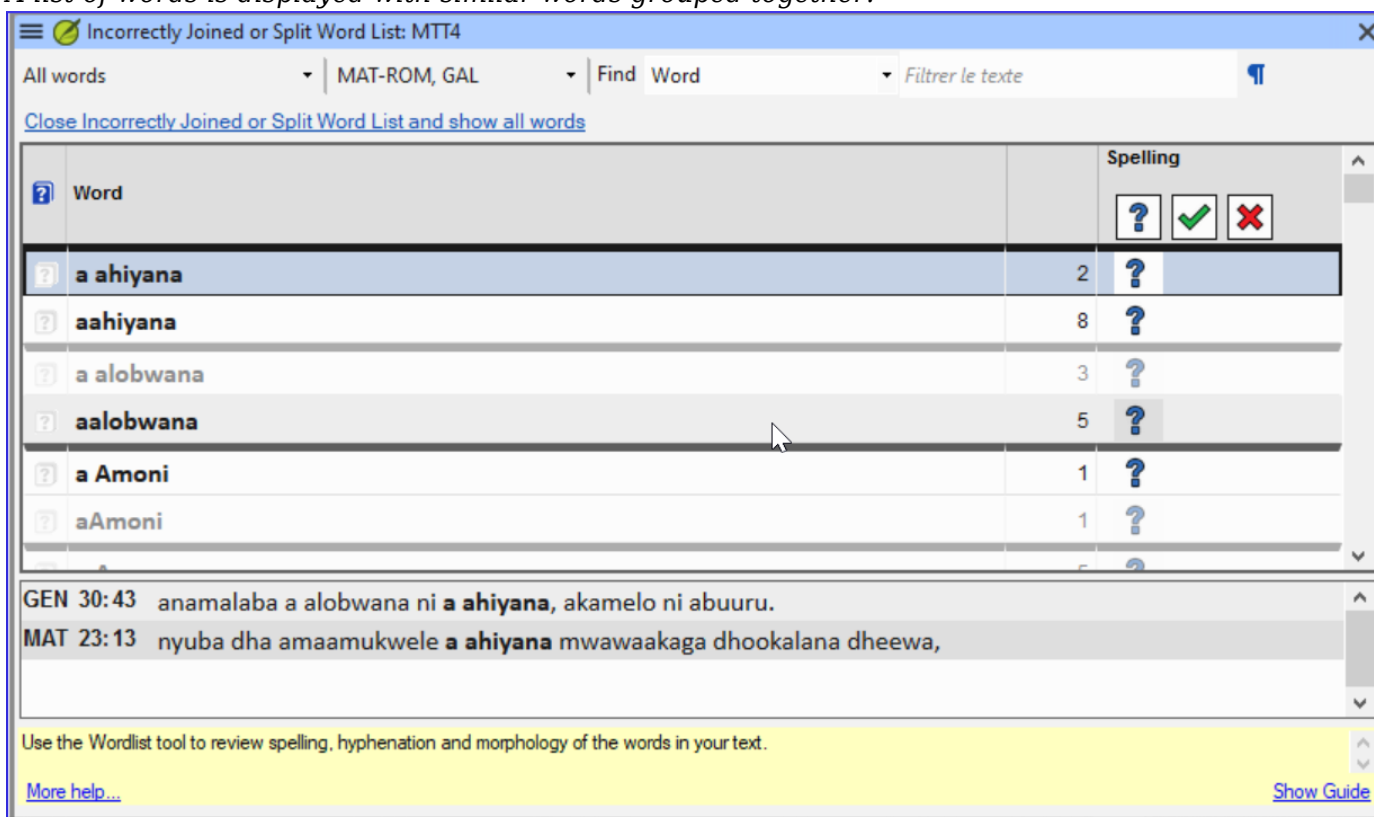 A list of words is displayed with similar words grouped together.
Incorrectly Joined or Split Word List: MTT4
All words MAT-ROM, GAL Find Word Filtrer le texte ¶
Close Incorrectly Joined or Split Word List and show all words
Spelling
Word
a ahiyana 2
aahiyana 8
a alobwana 3
aalobwana 5
a Amoni 1
aAmoni 1
GEN 30:43 anamalaba a alobwana ni a ahiyana, akamelo ni abuuru.
MAT 23:13 nyuba dha amaamukwele a ahiyana mwawaakaga dhookalana dheewa,
Use the Wordlist tool to review spelling, hyphenation and morphology of the words in your text.
More help... Show Guide